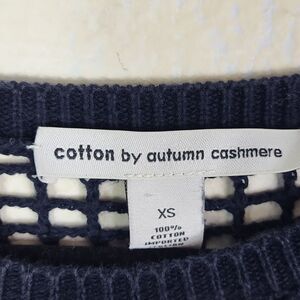 cotton by autumn cashmere
XS
100%
COTTON
IMPORTED